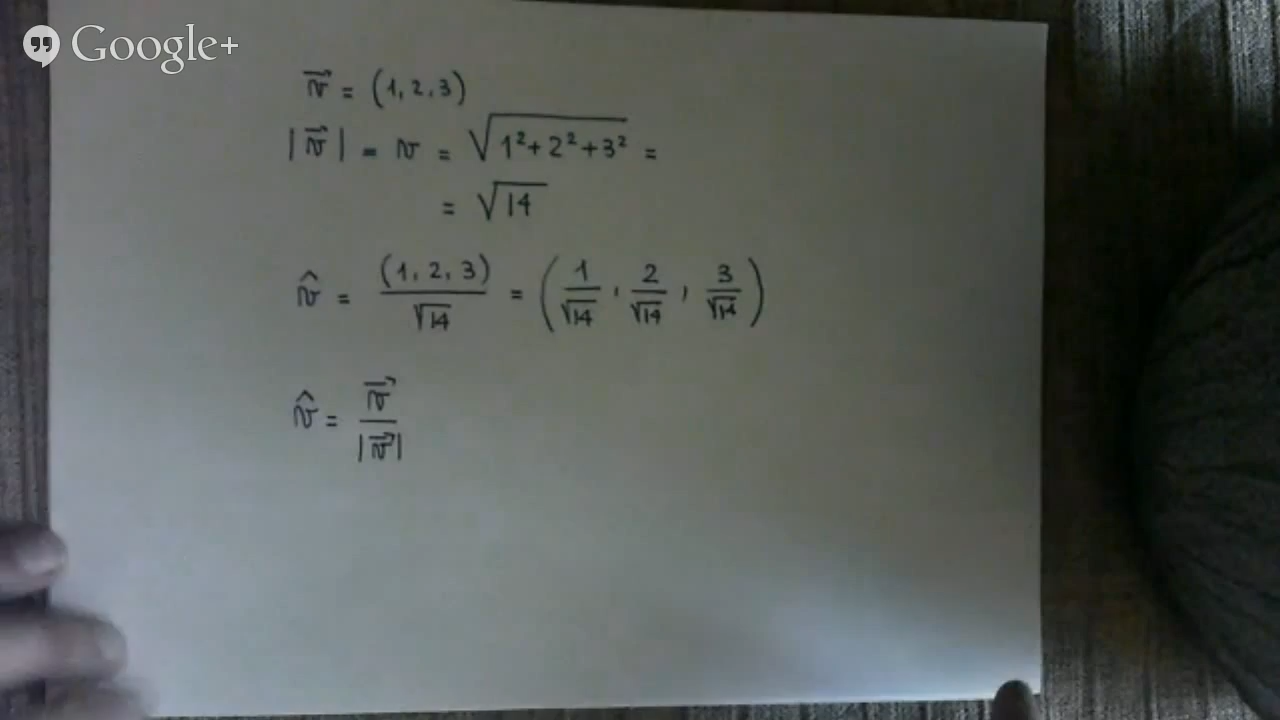 Google+
v⃗ = (1, 2, 3)
|v⃗| = v = √(1² + 2² + 3²) =
= √14
v̂ = (1, 2, 3)/√14 = (1/√14, 2/√14, 3/√14)
v̂ = v⃗/|v⃗|